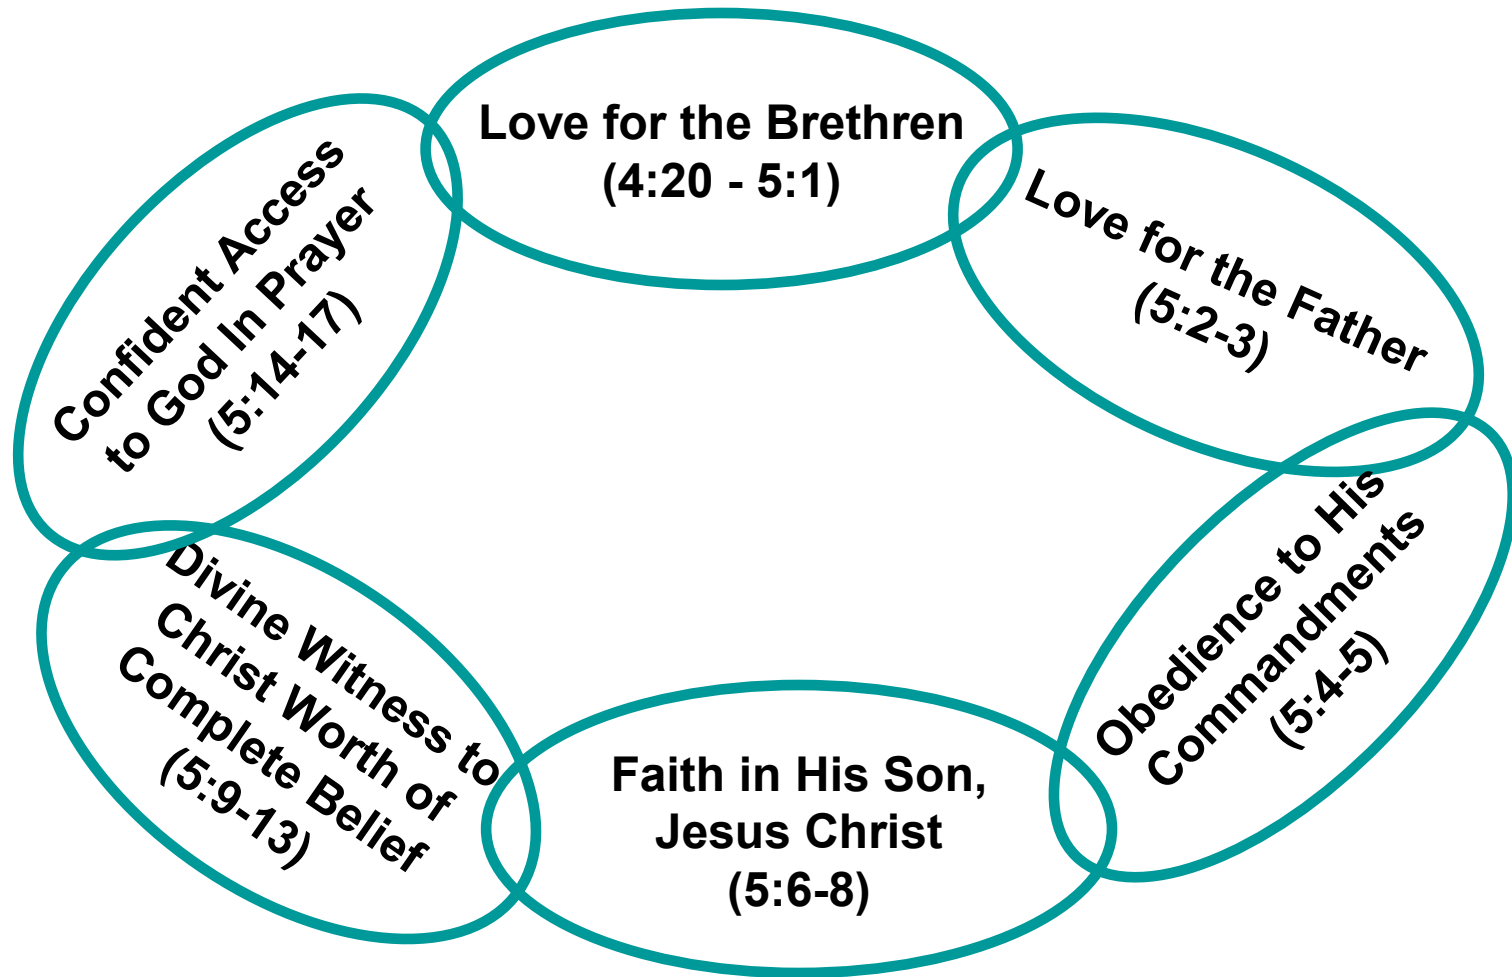 Love for the Brethren
(4:20 - 5:1)
Love for the Father
(5:2-3)
Obedience to His
Commandments
(5:4-5)
Faith in His Son,
Jesus Christ
(5:6-8)
Divine Witness to
Christ Worth of
Complete Belief
(5:9-13)
Confident Access
to God In Prayer
(5:14-17)